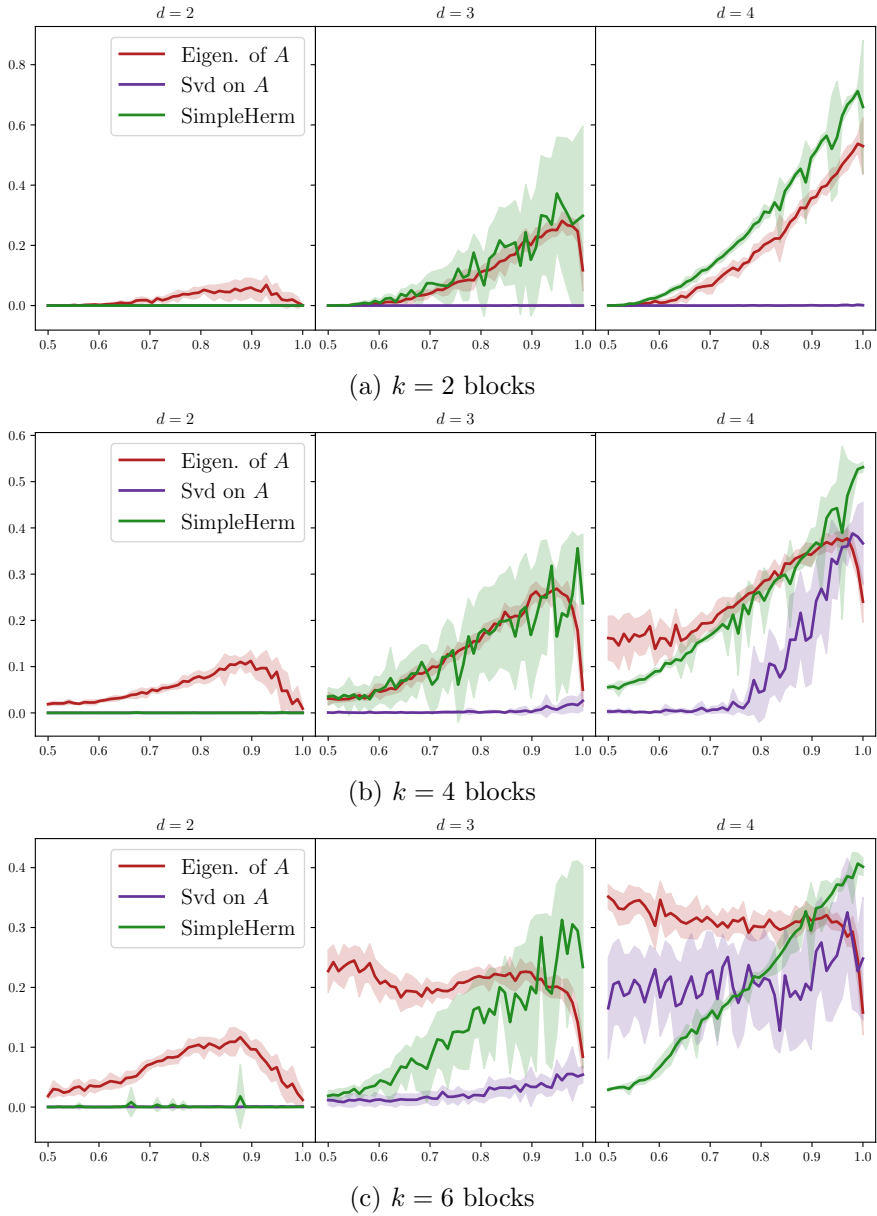 d = 2 d = 3 d = 4
Eigen. of A
Svd on A
SimpleHerm
0.8
0.6
0.4
0.2
0.0
0.5 0.6 0.7 0.8 0.9 1.0 0.5 0.6 0.7 0.8 0.9 1.0 0.5 0.6 0.7 0.8 0.9 1.0
(a) k = 2 blocks
d = 2 d = 3 d = 4
0.6
Eigen. of A
Svd on A
SimpleHerm
0.5
0.4
0.3
0.2
0.1
0.0
0.5 0.6 0.7 0.8 0.9 1.0 0.5 0.6 0.7 0.8 0.9 1.0 0.5 0.6 0.7 0.8 0.9 1.0
(b) k = 4 blocks
d = 2 d = 3 d = 4
Eigen. of A
Svd on A
SimpleHerm
0.4
0.3
0.2
0.1
0.0
0.5 0.6 0.7 0.8 0.9 1.0 0.5 0.6 0.7 0.8 0.9 1.0 0.5 0.6 0.7 0.8 0.9 1.0
(c) k = 6 blocks